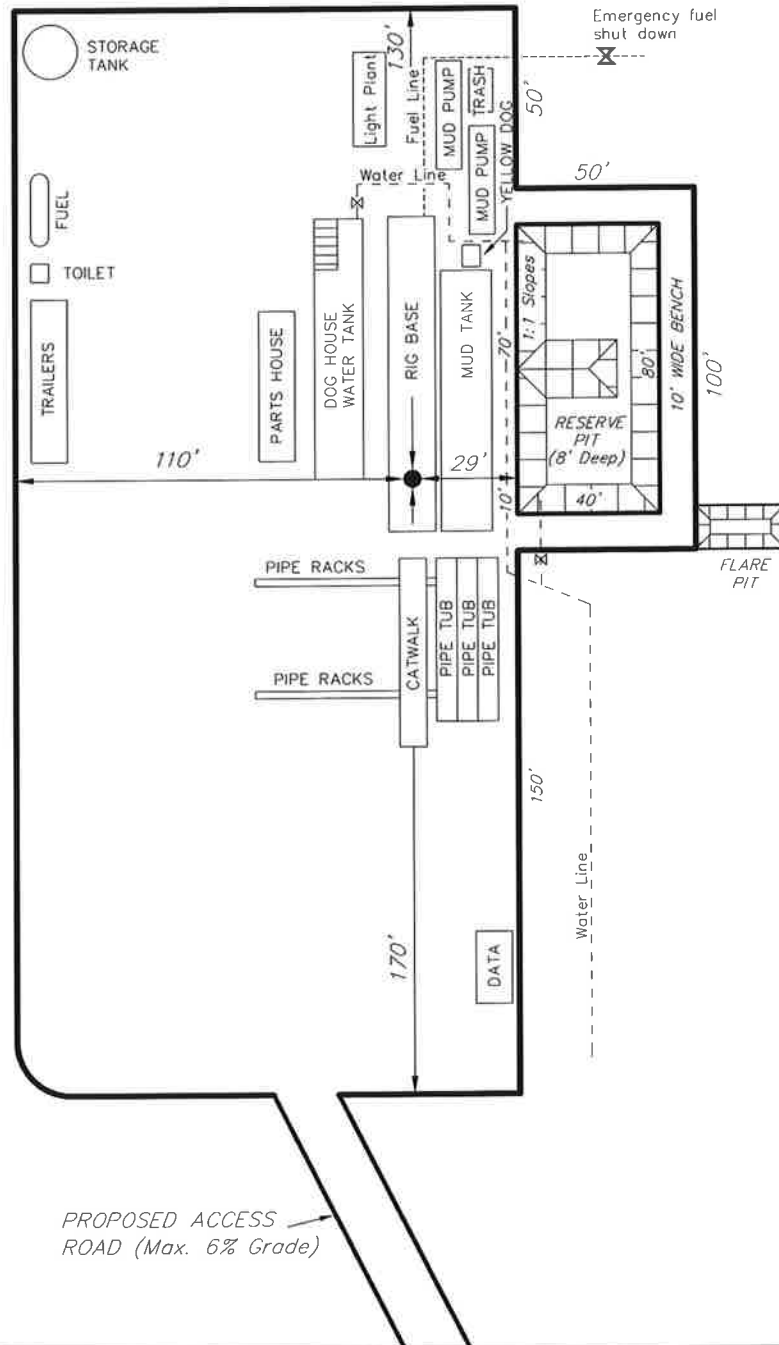 Emergency fuel
shut down
STORAGE
TANK
130'
50'
Light Plant
Fuel Line
MUD PUMP
TRASH
MUD PUMP
YELLOW DOG
Water Line
50'
FUEL
TOILET
TRAILERS
PARTS HOUSE
DOG HOUSE
WATER TANK
RIG BASE
MUD TANK
70'
1:1 Slopes
80'
10' WIDE BENCH
100'
RESERVE
PIT
(8' Deep)
110'
29'
10'
40'
FLARE
PIT
PIPE RACKS
PIPE RACKS
CATWALK
PIPE TUB
PIPE TUB
PIPE TUB
150'
Water Line
170'
DATA
PROPOSED ACCESS
ROAD (Max. 6% Grade)